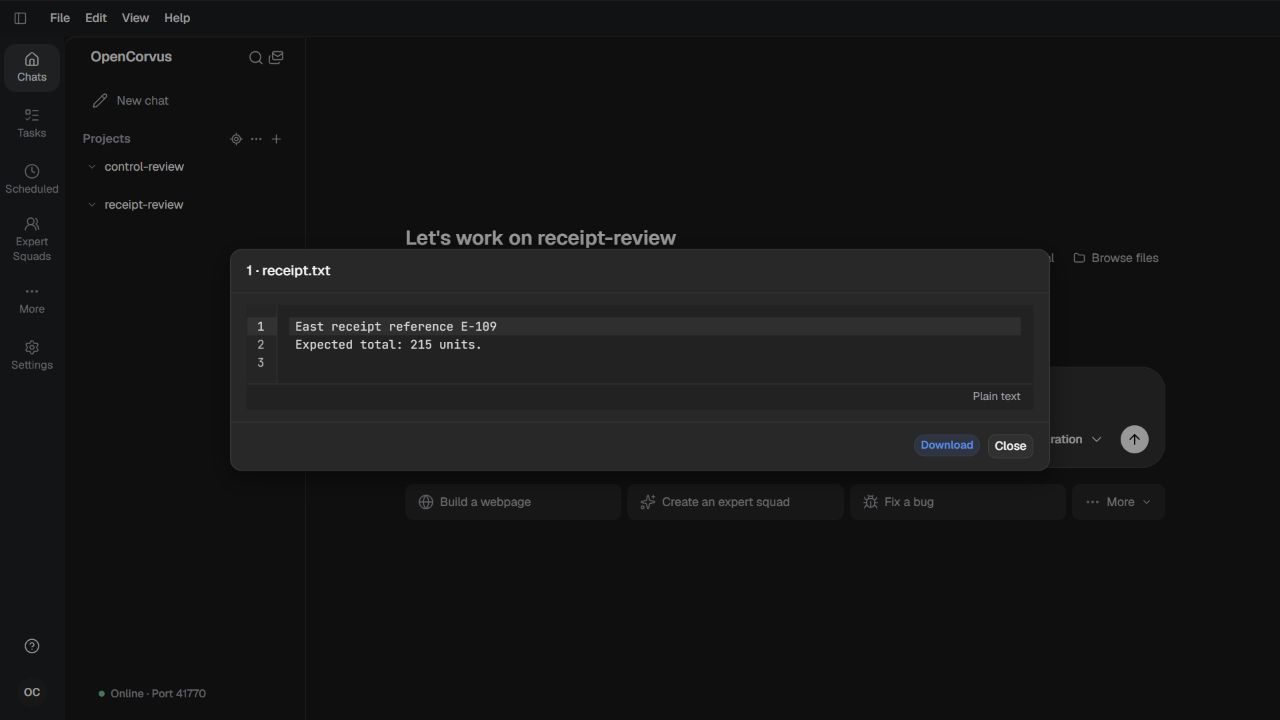 File Edit View Help
Chats
Tasks
Scheduled
Expert
Squads
More
Settings
OC
OpenCorvus
New chat
Projects
control-review
receipt-review
Online · Port 41770
Let's work on receipt-review
Browse files
1 · receipt.txt
1 East receipt reference E-109
2 Expected total: 215 units.
3
Plain text
Download Close
Build a webpage Create an expert squad Fix a bug More